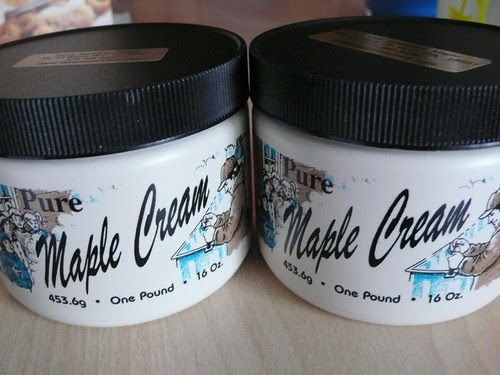 Pure
Maple Cream
453.6g • One Pound • 16 Oz.
Pure
Maple Cream
453.6g • One Pound • 16 Oz.